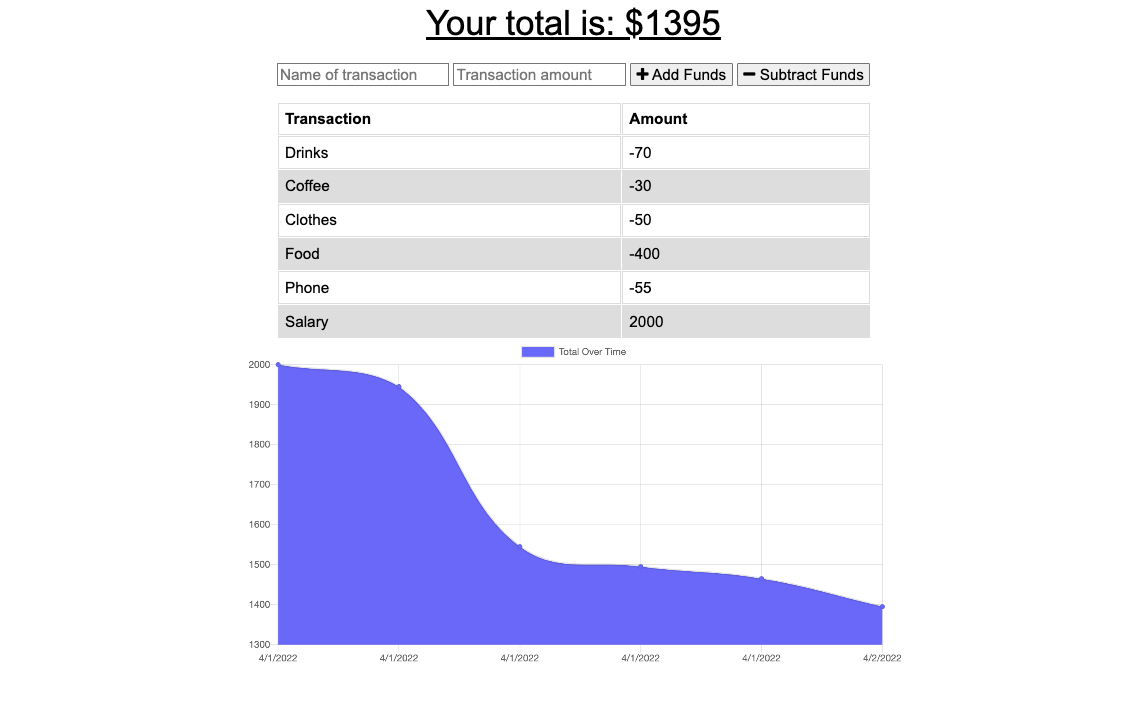 Your total is: $1395
Name of transaction Transaction amount + Add Funds − Subtract Funds
Transaction Amount
Drinks -70
Coffee -30
Clothes -50
Food -400
Phone -55
Salary 2000
Total Over Time
2000
1900
1800
1700
1600
1500
1400
1300
4/1/2022 4/1/2022 4/1/2022 4/1/2022 4/1/2022 4/2/2022